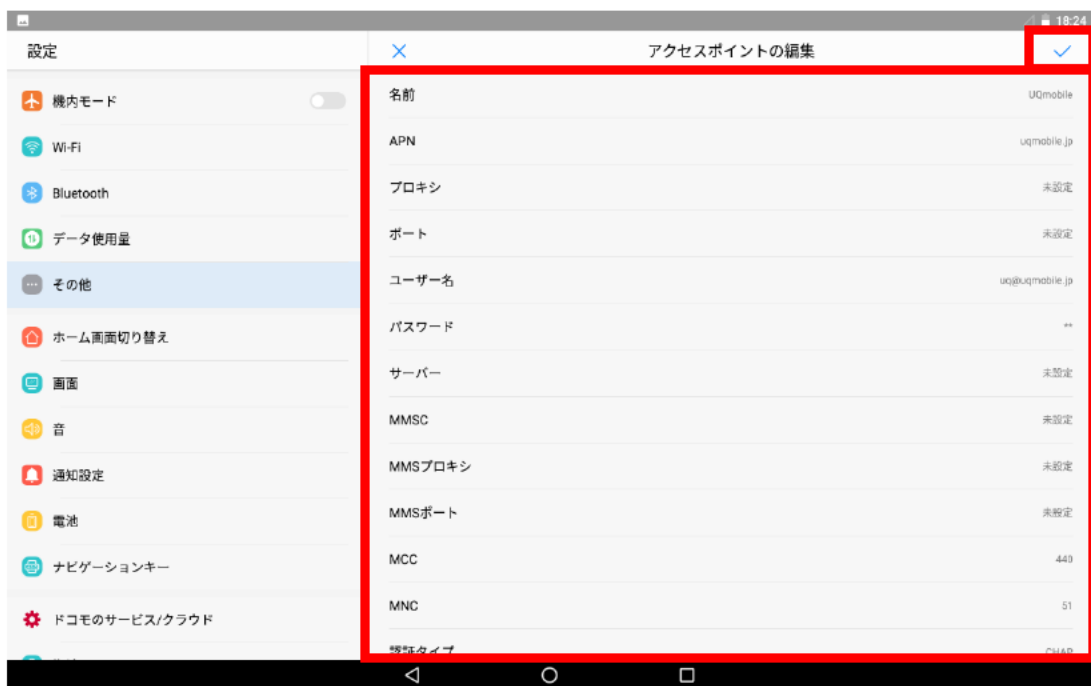 18:24
設定
アクセスポイントの編集
機内モード
Wi-Fi
Bluetooth
データ使用量
その他
ホーム画面切り替え
画面
音
通知設定
電池
ナビゲーションキー
ドコモのサービス/クラウド
名前 UQmobile
APN uqmobile.jp
プロキシ 未設定
ポート 未設定
ユーザー名 uq@uqmobile.jp
パスワード **
サーバー 未設定
MMSC 未設定
MMSプロキシ 未設定
MMSポート 未設定
MCC 440
MNC 51
認証タイプ CHAP